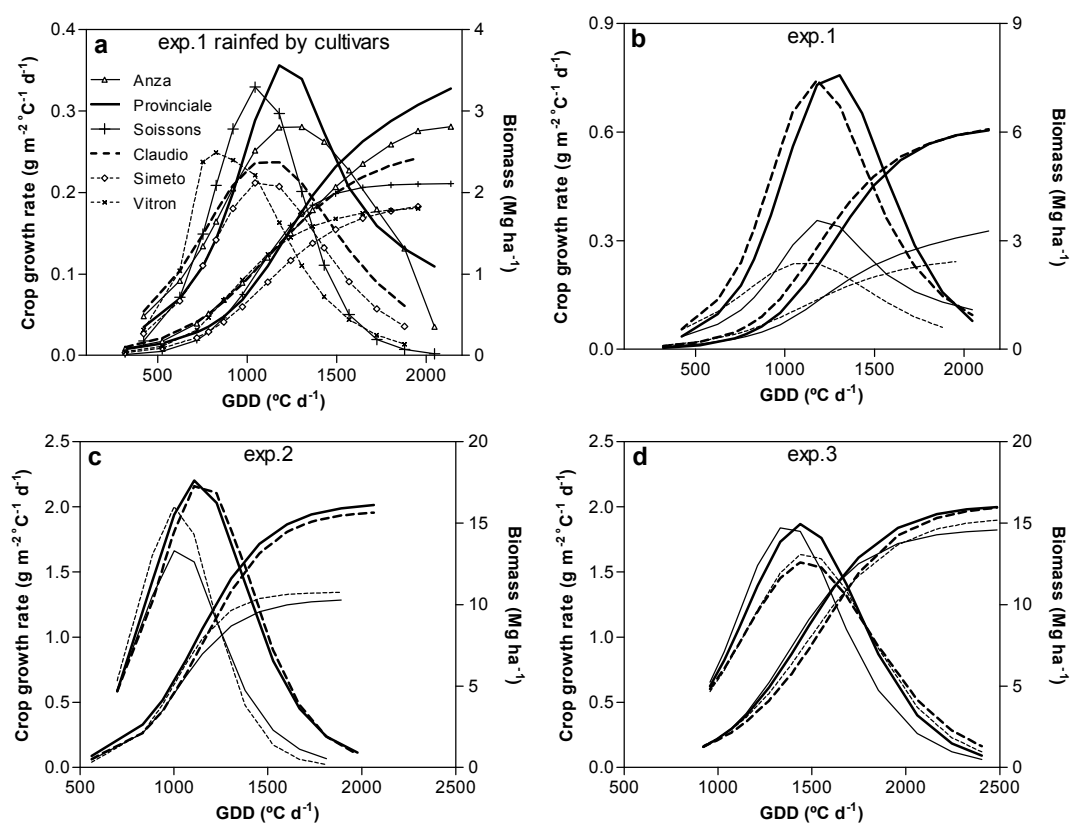 a
exp.1 rainfed by cultivars
Anza
Provinciale
Soissons
Claudio
Simeto
Vitron
0.4
0.3
0.2
0.1
0.0
4
3
2
1
0
500 1000 1500 2000
Crop growth rate (g m-2 ºC-1 d-1)
Biomass (Mg ha-1)
GDD (ºC d-1)
b
exp.1
0.9
0.6
0.3
0.0
9
6
3
0
500 1000 1500 2000
Crop growth rate (g m-2 ºC-1 d-1)
Biomass (Mg ha-1)
GDD (ºC d-1)
c
exp.2
2.5
2.0
1.5
1.0
0.5
0.0
20
15
10
5
0
500 1000 1500 2000 2500
Crop growth rate (g m-2 ºC-1 d-1)
Biomass (Mg ha-1)
GDD (ºC d-1)
d
exp.3
2.5
2.0
1.5
1.0
0.5
0.0
20
15
10
5
0
500 1000 1500 2000 2500
Crop growth rate (g m-2 ºC-1 d-1)
Biomass (Mg ha-1)
GDD (ºC d-1)